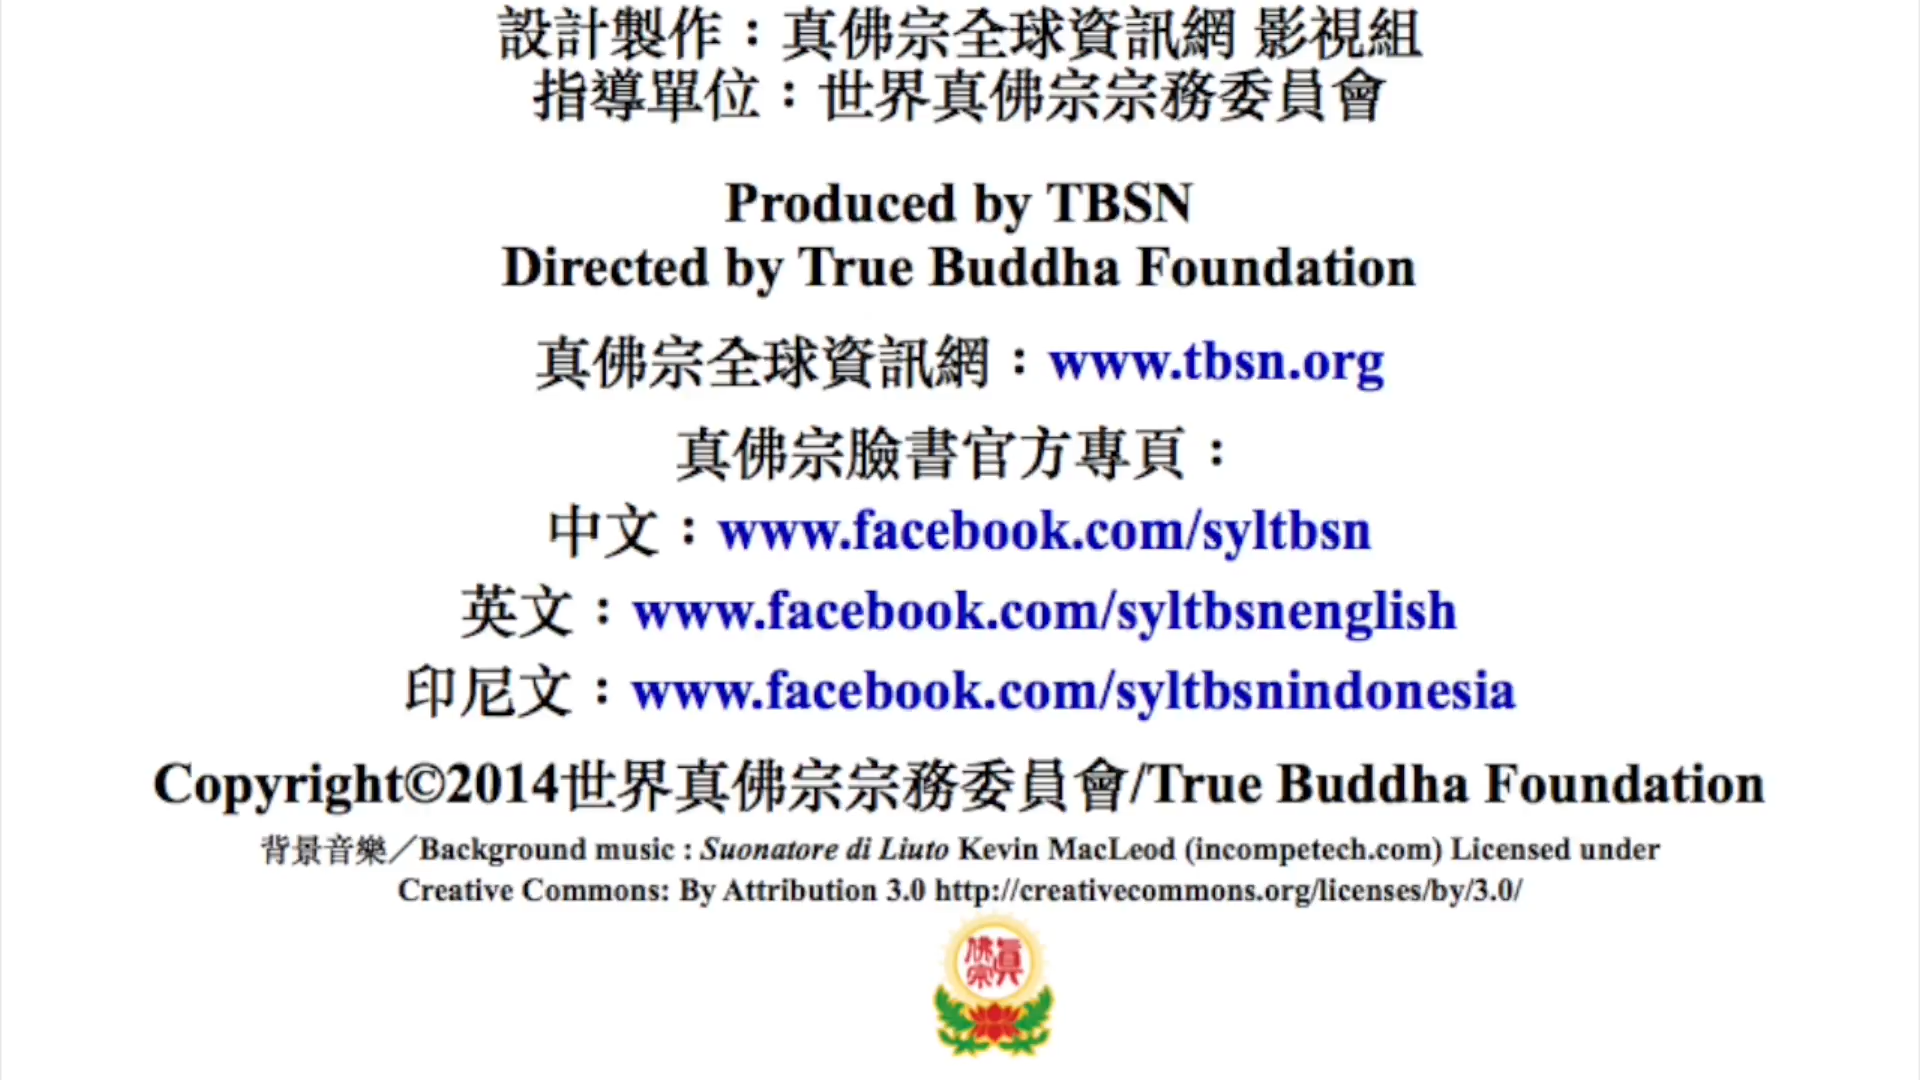 設計製作：真佛宗全球資訊網 影視組
指導單位：世界真佛宗宗務委員會
Produced by TBSN
Directed by True Buddha Foundation
真佛宗全球資訊網：www.tbsn.org
真佛宗臉書官方專頁：
中文：www.facebook.com/syltbsn
英文：www.facebook.com/syltbsnenglish
印尼文：www.facebook.com/syltbsnindonesia
Copyright©2014世界真佛宗宗務委員會/True Buddha Foundation
背景音樂／Background music : Suonatore di Liuto Kevin MacLeod (incompetech.com) Licensed under
Creative Commons: By Attribution 3.0 http://creativecommons.org/licenses/by/3.0/
眞佛宗